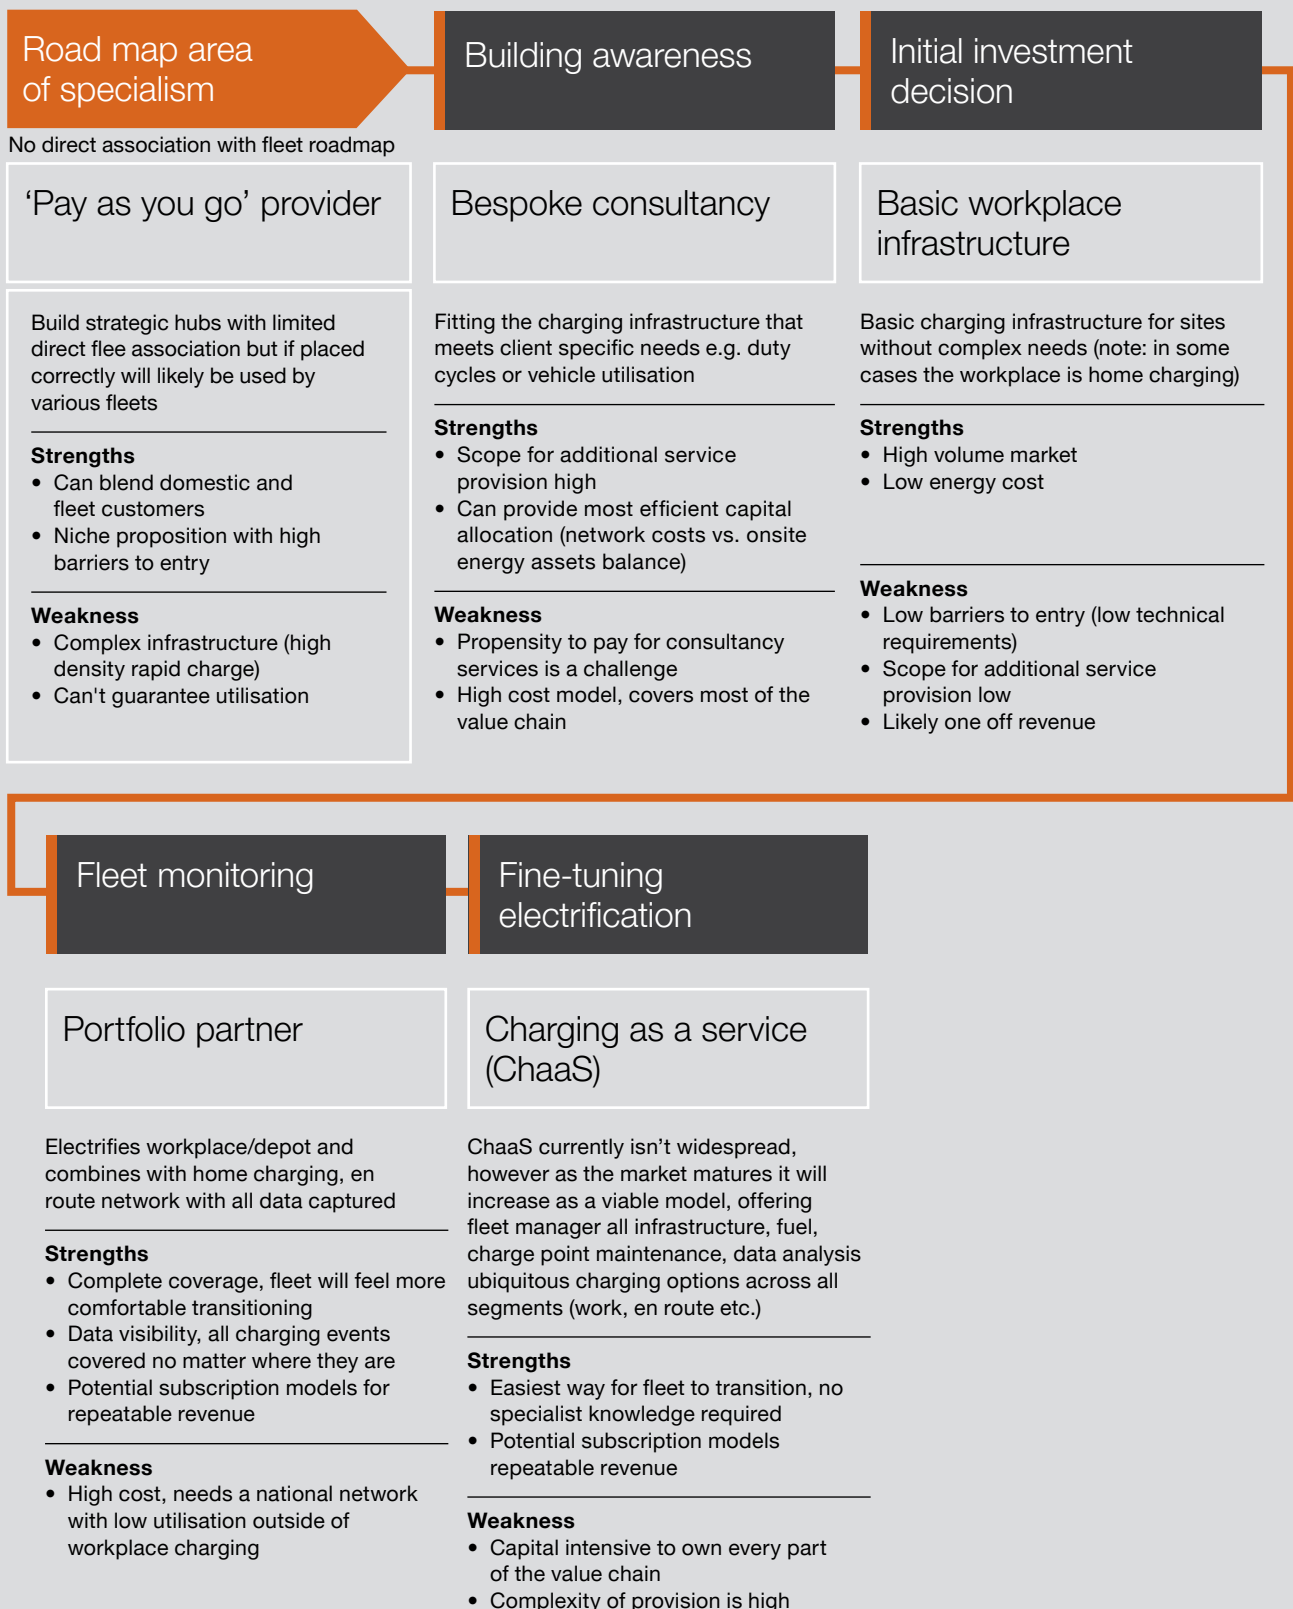 Road map area
of specialism
Building awareness
Initial investment
decision
No direct association with fleet roadmap
‘Pay as you go’ provider
Bespoke consultancy
Basic workplace
infrastructure
Build strategic hubs with limited
direct flee association but if placed
correctly will likely be used by
various fleets
Strengths
• Can blend domestic and
fleet customers
• Niche proposition with high
barriers to entry
Weakness
• Complex infrastructure (high
density rapid charge)
• Can't guarantee utilisation
Fitting the charging infrastructure that
meets client specific needs e.g. duty
cycles or vehicle utilisation
Strengths
• Scope for additional service
provision high
• Can provide most efficient capital
allocation (network costs vs. onsite
energy assets balance)
Weakness
• Propensity to pay for consultancy
services is a challenge
• High cost model, covers most of the
value chain
Basic charging infrastructure for sites
without complex needs (note: in some
cases the workplace is home charging)
Strengths
• High volume market
• Low energy cost
Weakness
• Low barriers to entry (low technical
requirements)
• Scope for additional service
provision low
• Likely one off revenue
Fleet monitoring
Fine-tuning
electrification
Portfolio partner
Charging as a service
(ChaaS)
Electrifies workplace/depot and
combines with home charging, en
route network with all data captured
Strengths
• Complete coverage, fleet will feel more
comfortable transitioning
• Data visibility, all charging events
covered no matter where they are
• Potential subscription models for
repeatable revenue
Weakness
• High cost, needs a national network
with low utilisation outside of
workplace charging
ChaaS currently isn’t widespread,
however as the market matures it will
increase as a viable model, offering
fleet manager all infrastructure, fuel,
charge point maintenance, data analysis
ubiquitous charging options across all
segments (work, en route etc.)
Strengths
• Easiest way for fleet to transition, no
specialist knowledge required
• Potential subscription models
repeatable revenue
Weakness
• Capital intensive to own every part
of the value chain
• Complexity of provision is high